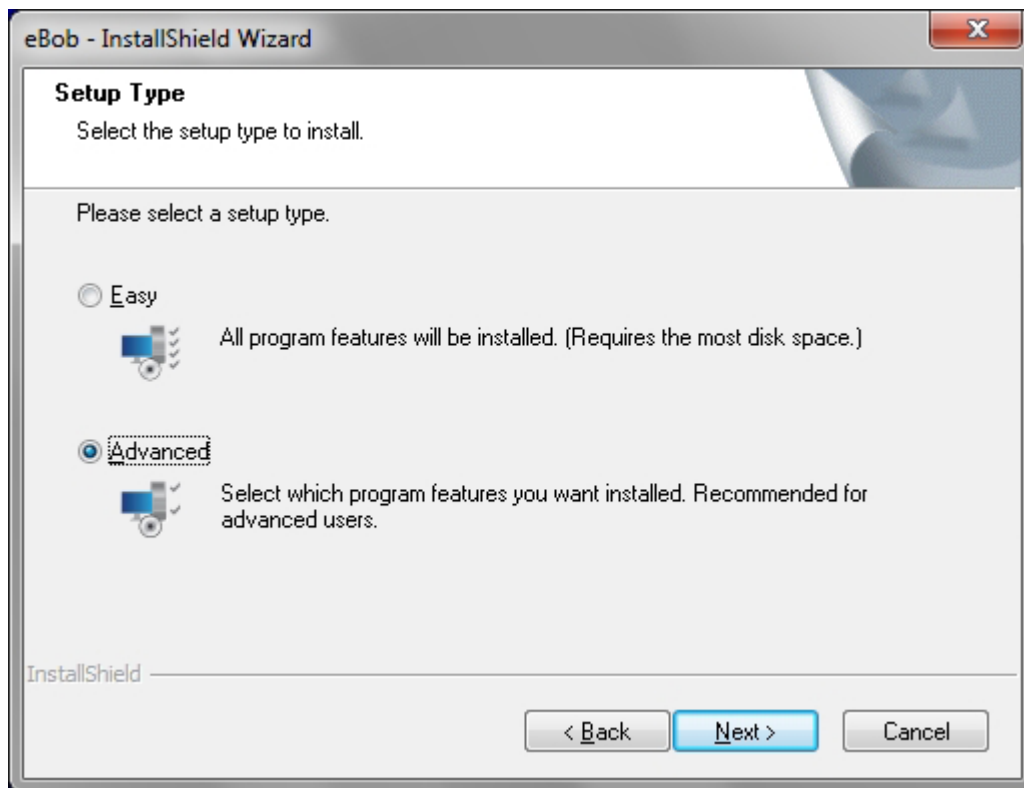 eBob - InstallShield Wizard
Setup Type
Select the setup type to install.
Please select a setup type.
Easy
All program features will be installed. (Requires the most disk space.)
Advanced
Select which program features you want installed. Recommended for
advanced users.
InstallShield
< Back
Next >
Cancel